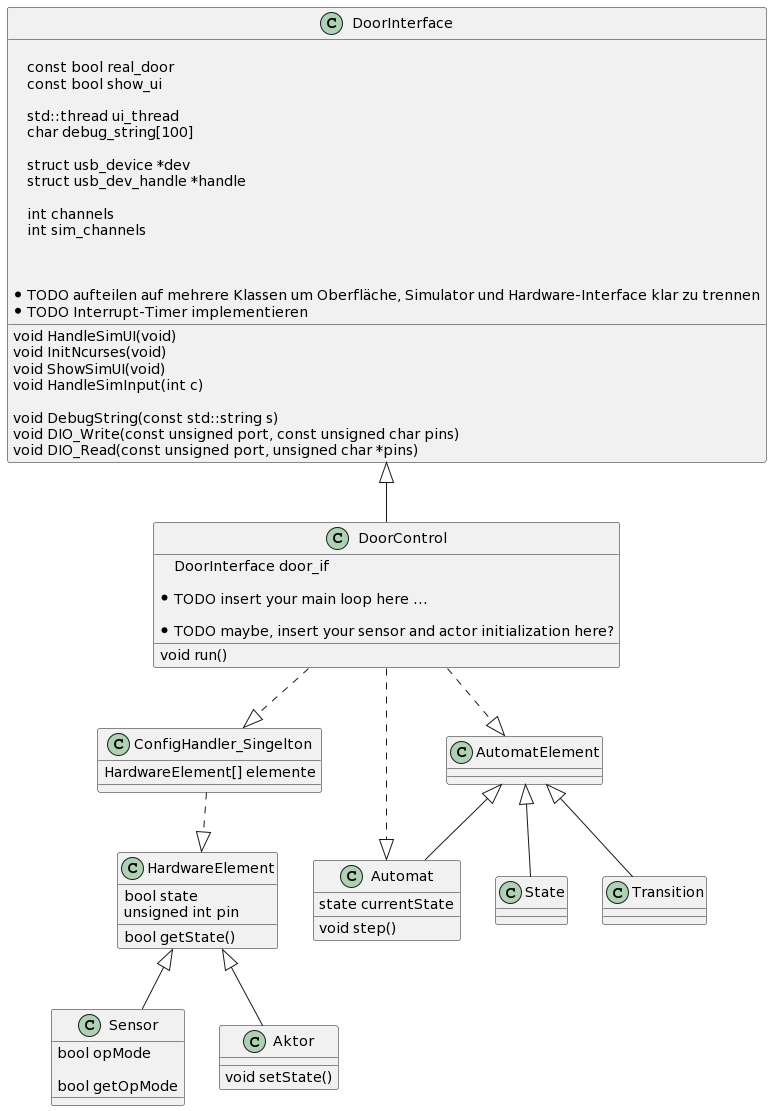 C DoorInterface
const bool real_door
const bool show_ui
std::thread ui_thread
char debug_string[100]
struct usb_device *dev
struct usb_dev_handle *handle
int channels
int sim_channels
• TODO aufteilen auf mehrere Klassen um Oberfläche, Simulator und Hardware-Interface klar zu trennen
• TODO Interrupt-Timer implementieren
void HandleSimUI(void)
void InitNcurses(void)
void ShowSimUI(void)
void HandleSimInput(int c)
void DebugString(const std::string s)
void DIO_Write(const unsigned port, const unsigned char pins)
void DIO_Read(const unsigned port, unsigned char *pins)
C DoorControl
DoorInterface door_if
• TODO insert your main loop here ...
• TODO maybe, insert your sensor and actor initialization here?
void run()
C ConfigHandler_Singelton
HardwareElement[] elemente
C AutomatElement
C HardwareElement
bool state
unsigned int pin
bool getState()
C Automat
state currentState
void step()
C State
C Transition
C Sensor
bool opMode
bool getOpMode
C Aktor
void setState()